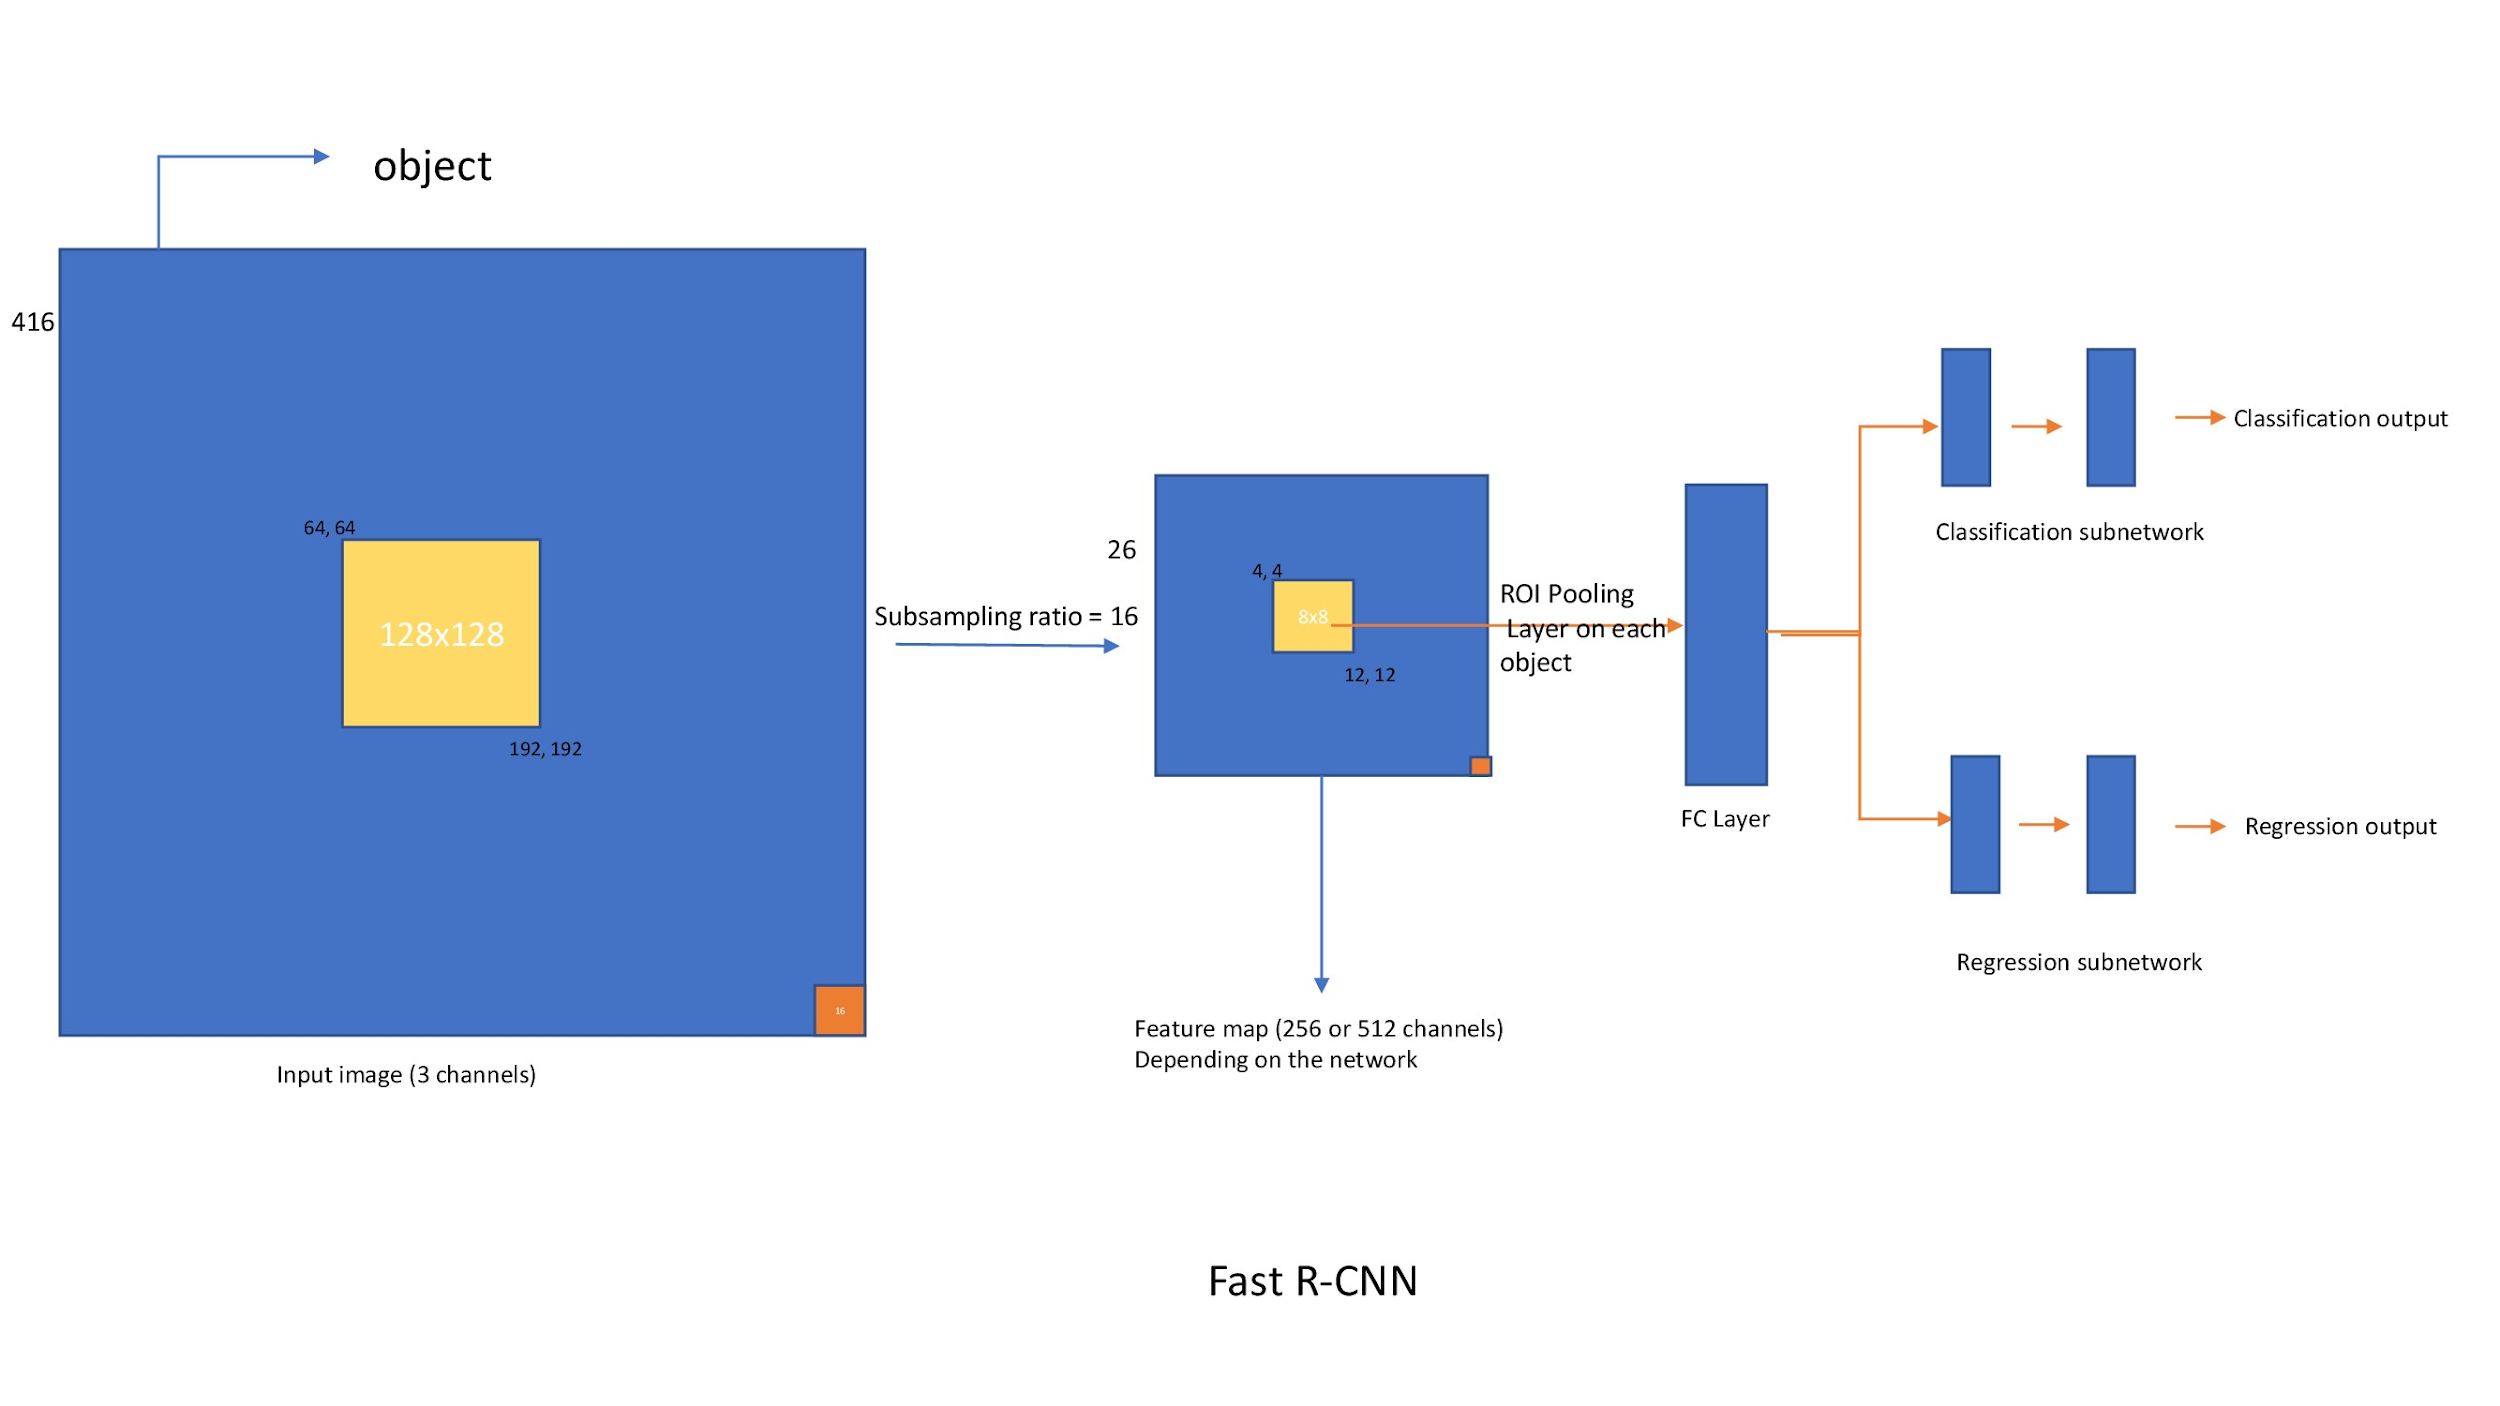 object
416
64, 64
128x128
192, 192
16
Input image (3 channels)
Subsampling ratio = 16
26
4, 4
8x8
12, 12
Feature map (256 or 512 channels)
Depending on the network
ROI Pooling
Layer on each
object
FC Layer
Classification output
Classification subnetwork
Regression output
Regression subnetwork
Fast R-CNN